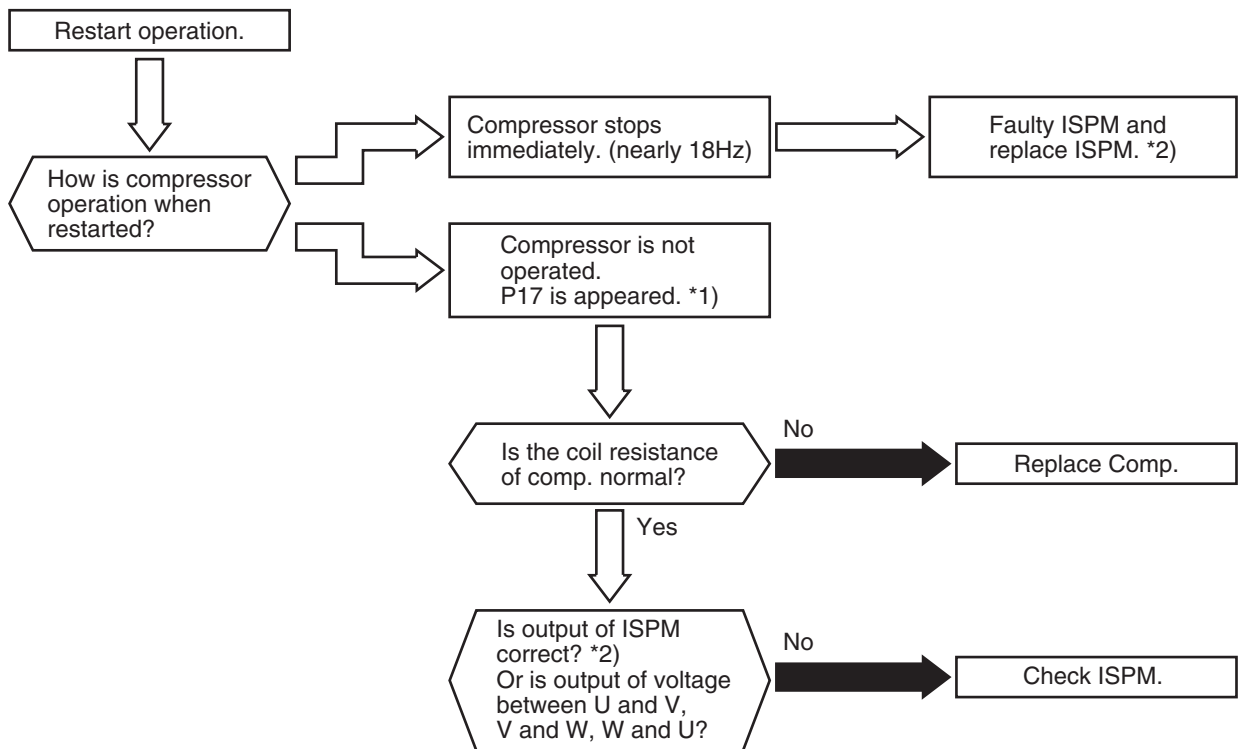 Restart operation.
How is compressor
operation when
restarted?
Compressor stops
immediately. (nearly 18Hz)
Faulty ISPM and
replace ISPM. *2)
Compressor is not
operated.
P17 is appeared. *1)
Is the coil resistance
of comp. normal?
No
Replace Comp.
Yes
Is output of ISPM
correct? *2)
Or is output of voltage
between U and V,
V and W, W and U?
No
Check ISPM.